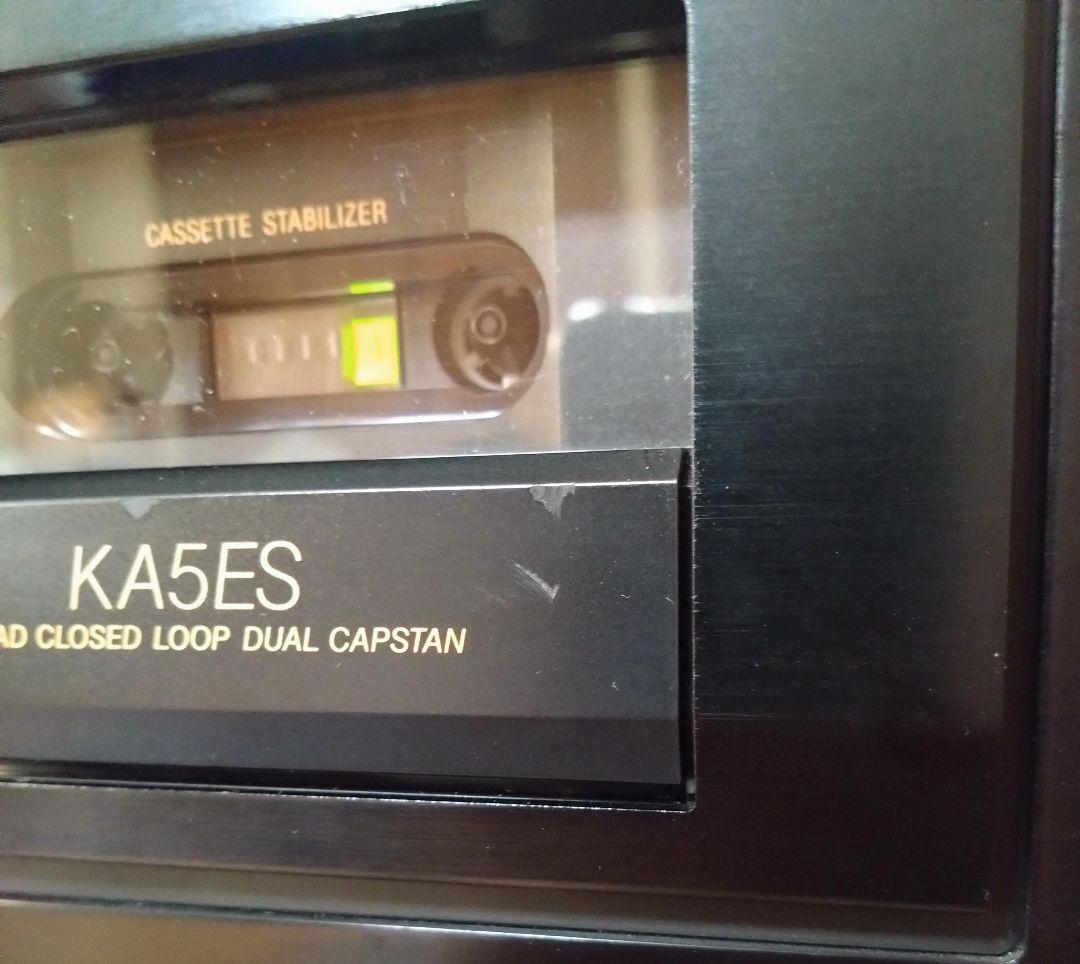 CASSETTE STABILIZER
KA5ES
AD CLOSED LOOP DUAL CAPSTAN